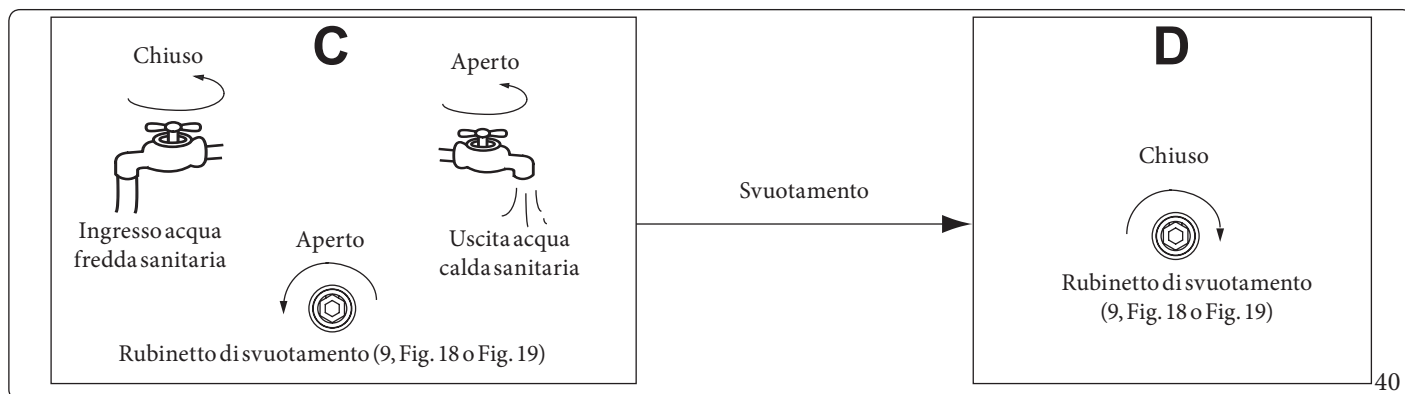 C
Chiuso
Aperto
Ingresso acqua
fredda sanitaria
Aperto
Uscita acqua
calda sanitaria
Rubinetto di svuotamento (9, Fig. 18 o Fig. 19)
Svuotamento
D
Chiuso
Rubinetto di svuotamento
(9, Fig. 18 o Fig. 19)
40